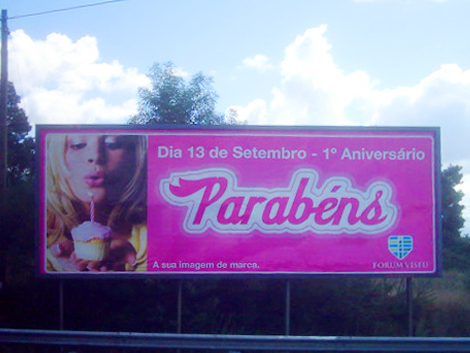 Dia 13 de Setembro - 1º Aniversário
Parabéns
A sua imagem de marca.
FORUM VISEU